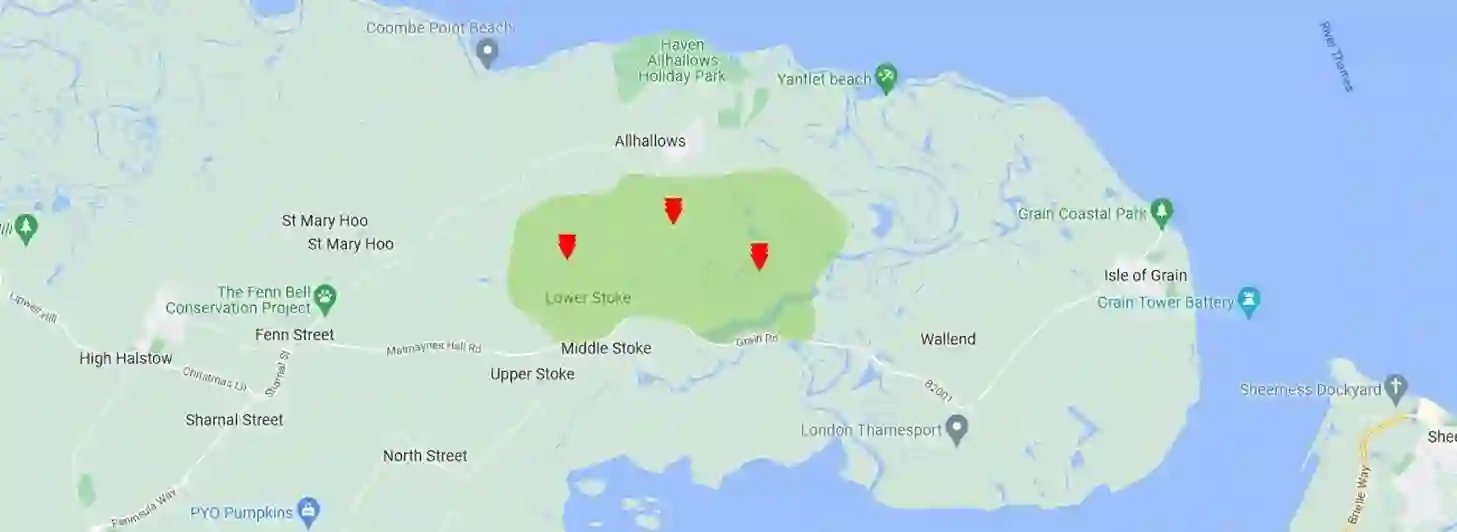 Coombe Point Beach
Haven
Allhallows
Holiday Park
Yantlet beach
River Thames
Allhallows
St Mary Hoo
St Mary Hoo
Grain Coastal Park
Isle of Grain
Grain Tower Battery
The Fenn Bell
Conservation Project
Lipwell Hill
Lower Stoke
Fenn Street
Malmaynes Hall Rd
Middle Stoke
Grain Rd
Wallend
High Halstow
Christmas Ln
Sharnal St
Upper Stoke
B2001
Sheerness Dockyard
Sharnal Street
London Thamesport
North Street
Brielle Way
Peninsula Way
PYO Pumpkins